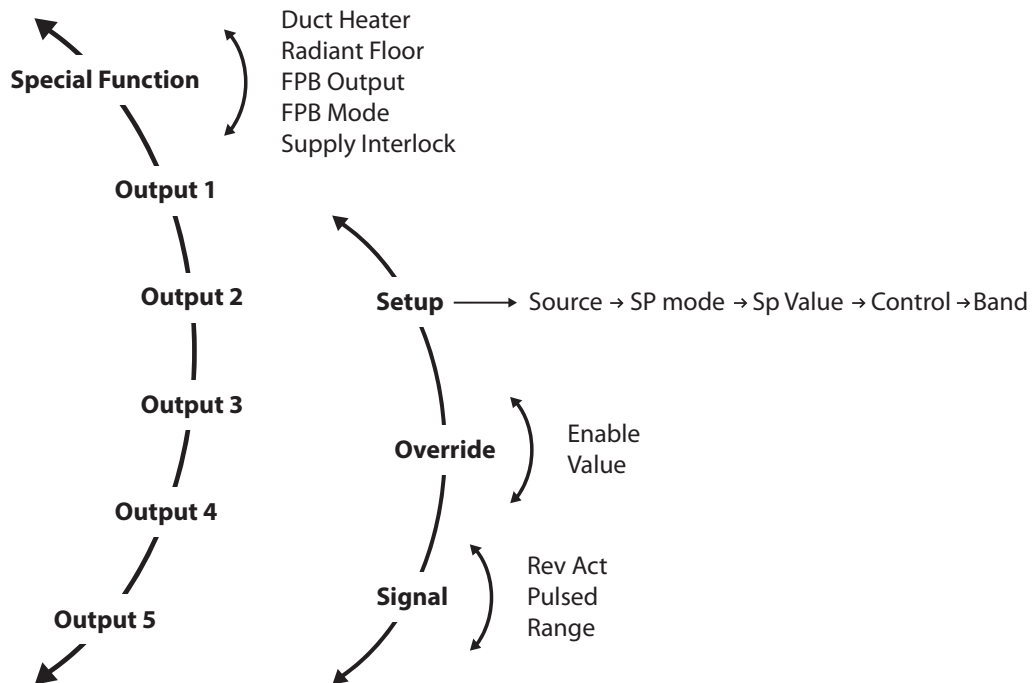 Special Function
Duct Heater
Radiant Floor
FPB Output
FPB Mode
Supply Interlock
Output 1
Output 2
Output 3
Output 4
Output 5
Setup
Source → SP mode → Sp Value → Control → Band
Override
Enable
Value
Signal
Rev Act
Pulsed
Range